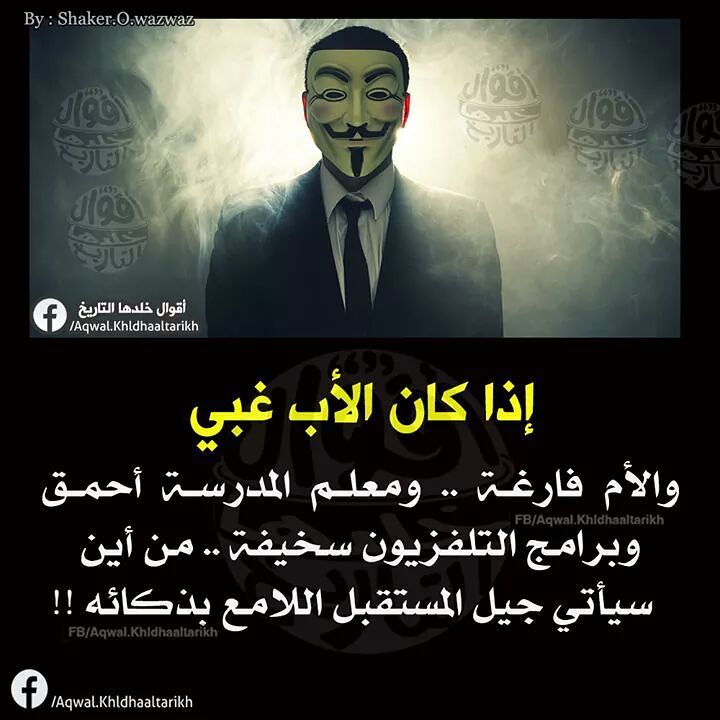 By : Shaker.O.wazwaz
أقوال خلدها التاريخ
/Aqwal.Khldhaaltarikh
إذا كان الأب غبي
والأم فارغة .. ومعلم المدرسة أحمق
FB/Aqwal.Khldhaaltarikh
وبرامج التلفزيون سخيفة .. من أين
سيأتي جيل المستقبل اللامع بذكائه !!
FB/Aqwal.Khldhaaltarikh
/Aqwal.Khldhaaltarikh